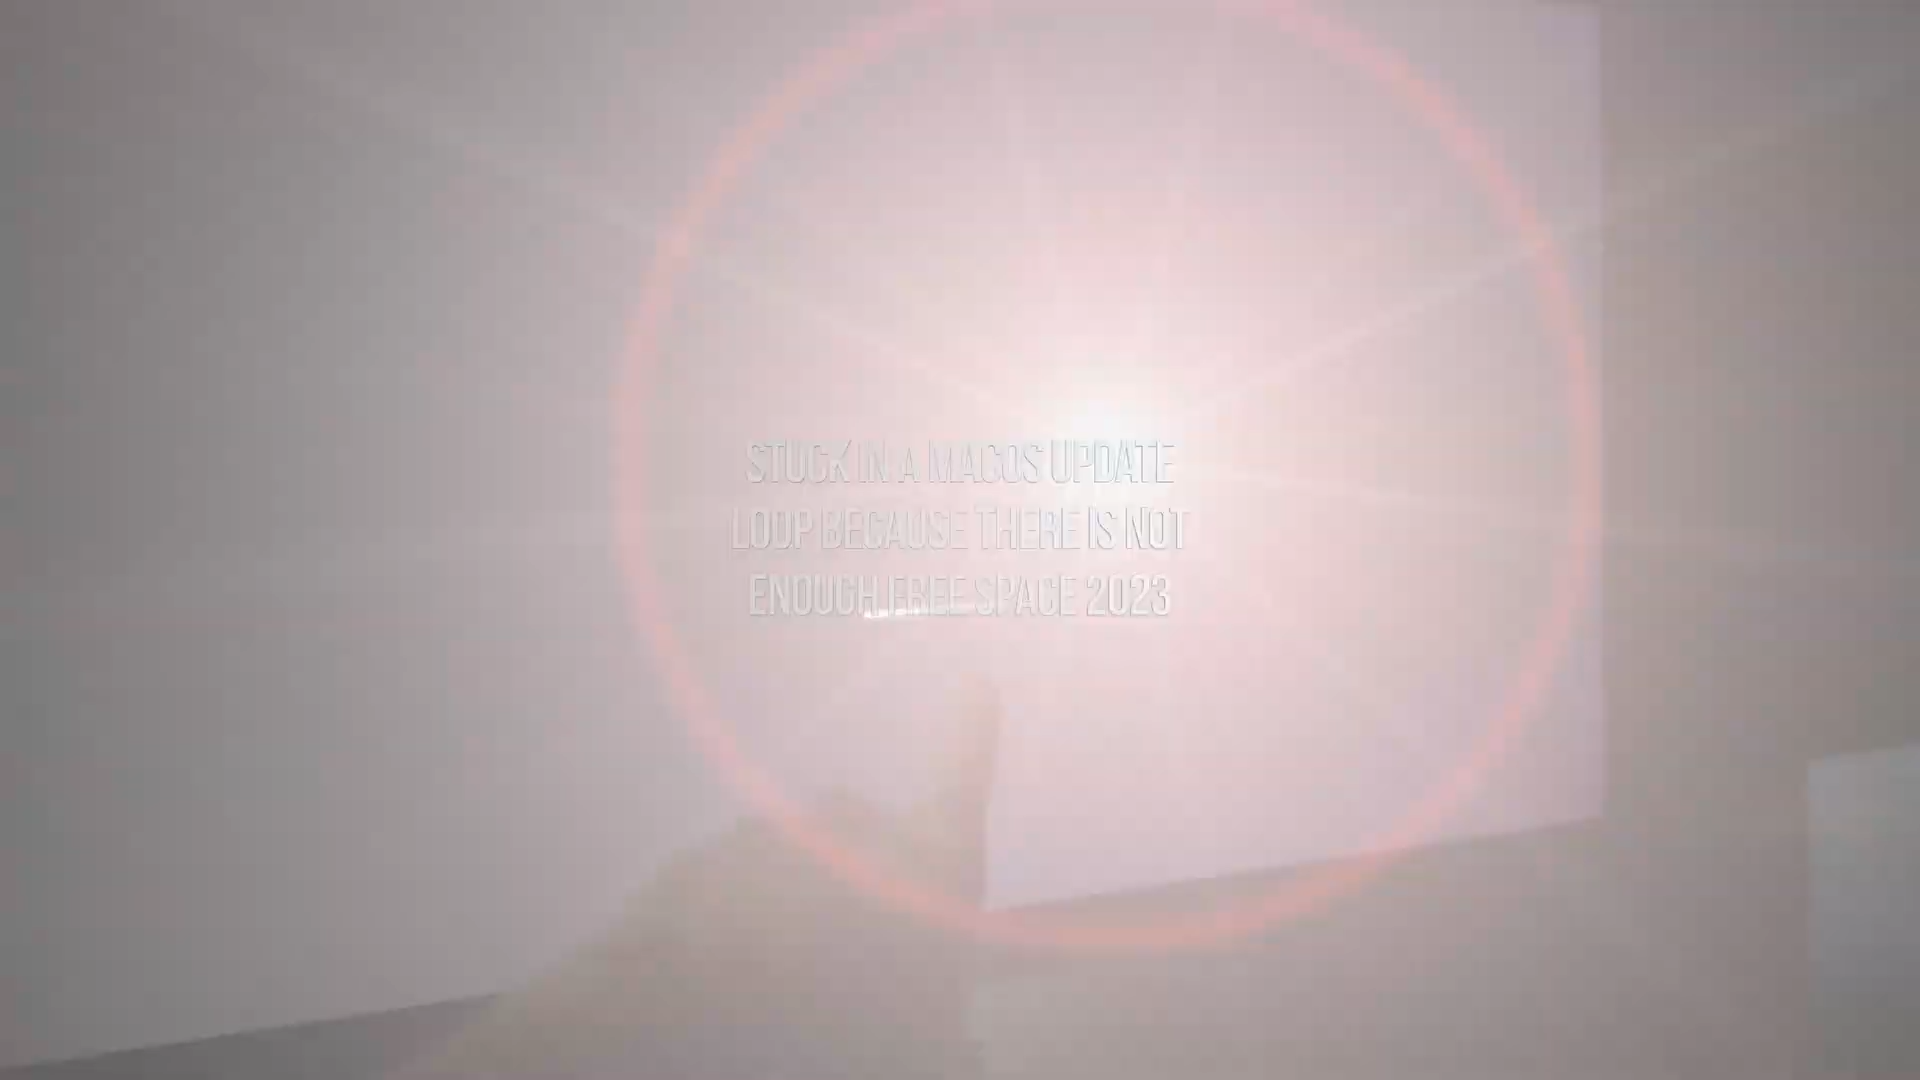 STUCK IN A MACOS UPDATE
LOOP BECAUSE THERE IS NOT
ENOUGH FREE SPACE 2023